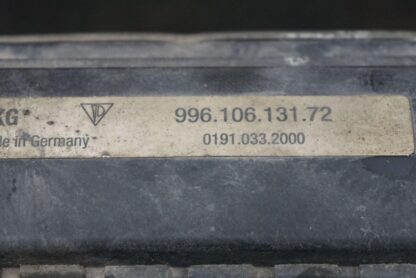 KG 996.106.131.72
de in Germany 0191.033.2000